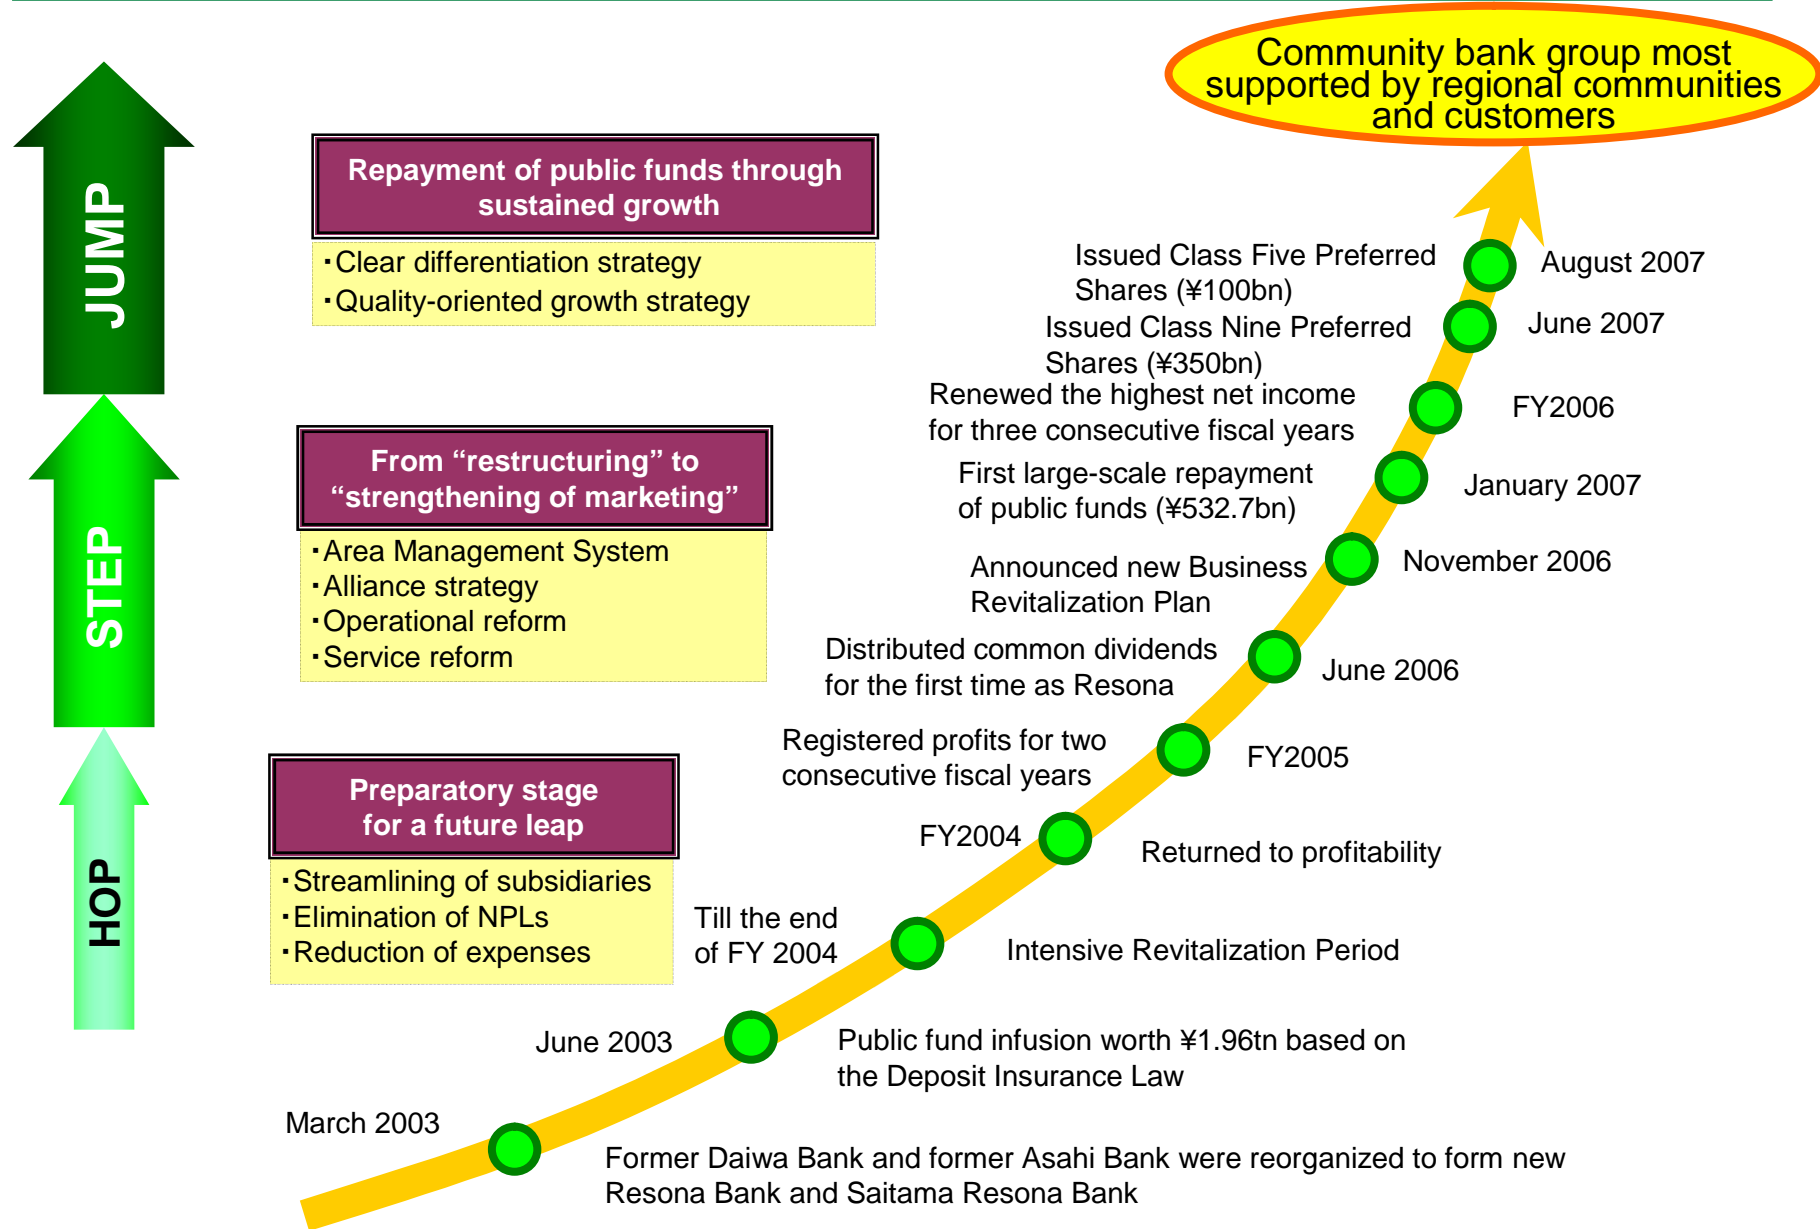 Community bank group most
supported by regional communities
and customers
JUMP
Repayment of public funds through
sustained growth
・Clear differentiation strategy
・Quality-oriented growth strategy
Issued Class Five Preferred
Shares (¥100bn)
August 2007
Issued Class Nine Preferred
Shares (¥350bn)
June 2007
Renewed the highest net income
for three consecutive fiscal years
FY2006
STEP
From “restructuring” to
“strengthening of marketing”
・Area Management System
・Alliance strategy
・Operational reform
・Service reform
First large-scale repayment
of public funds (¥532.7bn)
January 2007
Announced new Business
Revitalization Plan
November 2006
Distributed common dividends
for the first time as Resona
June 2006
Registered profits for two
consecutive fiscal years
FY2005
HOP
Preparatory stage
for a future leap
・Streamlining of subsidiaries
・Elimination of NPLs
・Reduction of expenses
FY2004
Returned to profitability
Till the end
of FY 2004
Intensive Revitalization Period
June 2003
Public fund infusion worth ¥1.96tn based on
the Deposit Insurance Law
March 2003
Former Daiwa Bank and former Asahi Bank were reorganized to form new
Resona Bank and Saitama Resona Bank